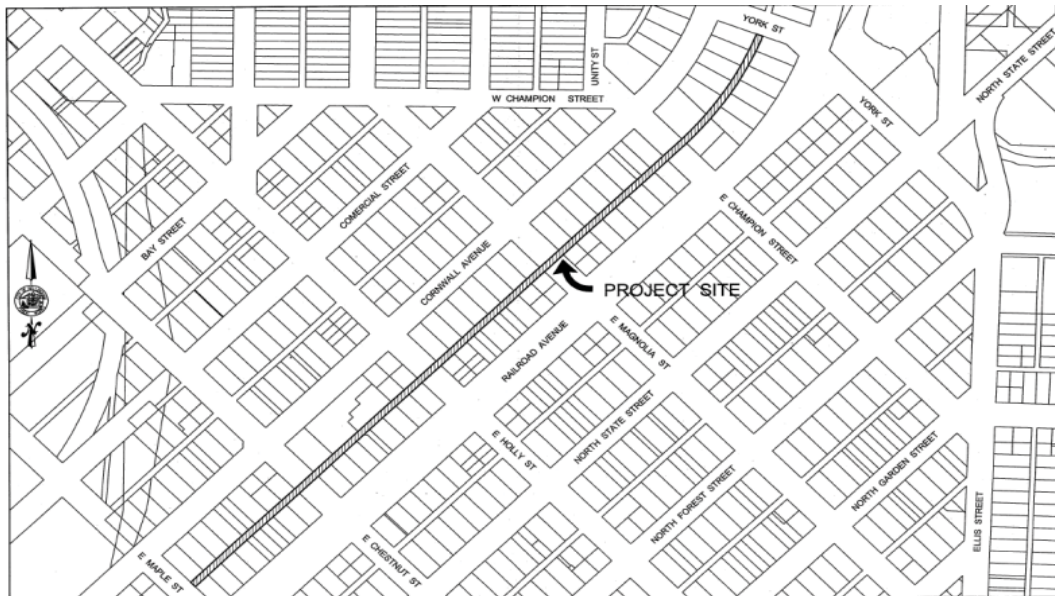 YORK ST
UNITY ST
NORTH STATE STREET
W CHAMPION STREET
YORK ST
COMERCIAL STREET
E CHAMPION STREET
BAY STREET
CORNWALL AVENUE
PROJECT SITE
N
E MAGNOLIA ST
RAILROAD AVENUE
NORTH STATE STREET
E HOLLY ST
NORTH GARDEN STREET
NORTH FOREST STREET
ELLIS STREET
E CHESTNUT ST
E MAPLE ST